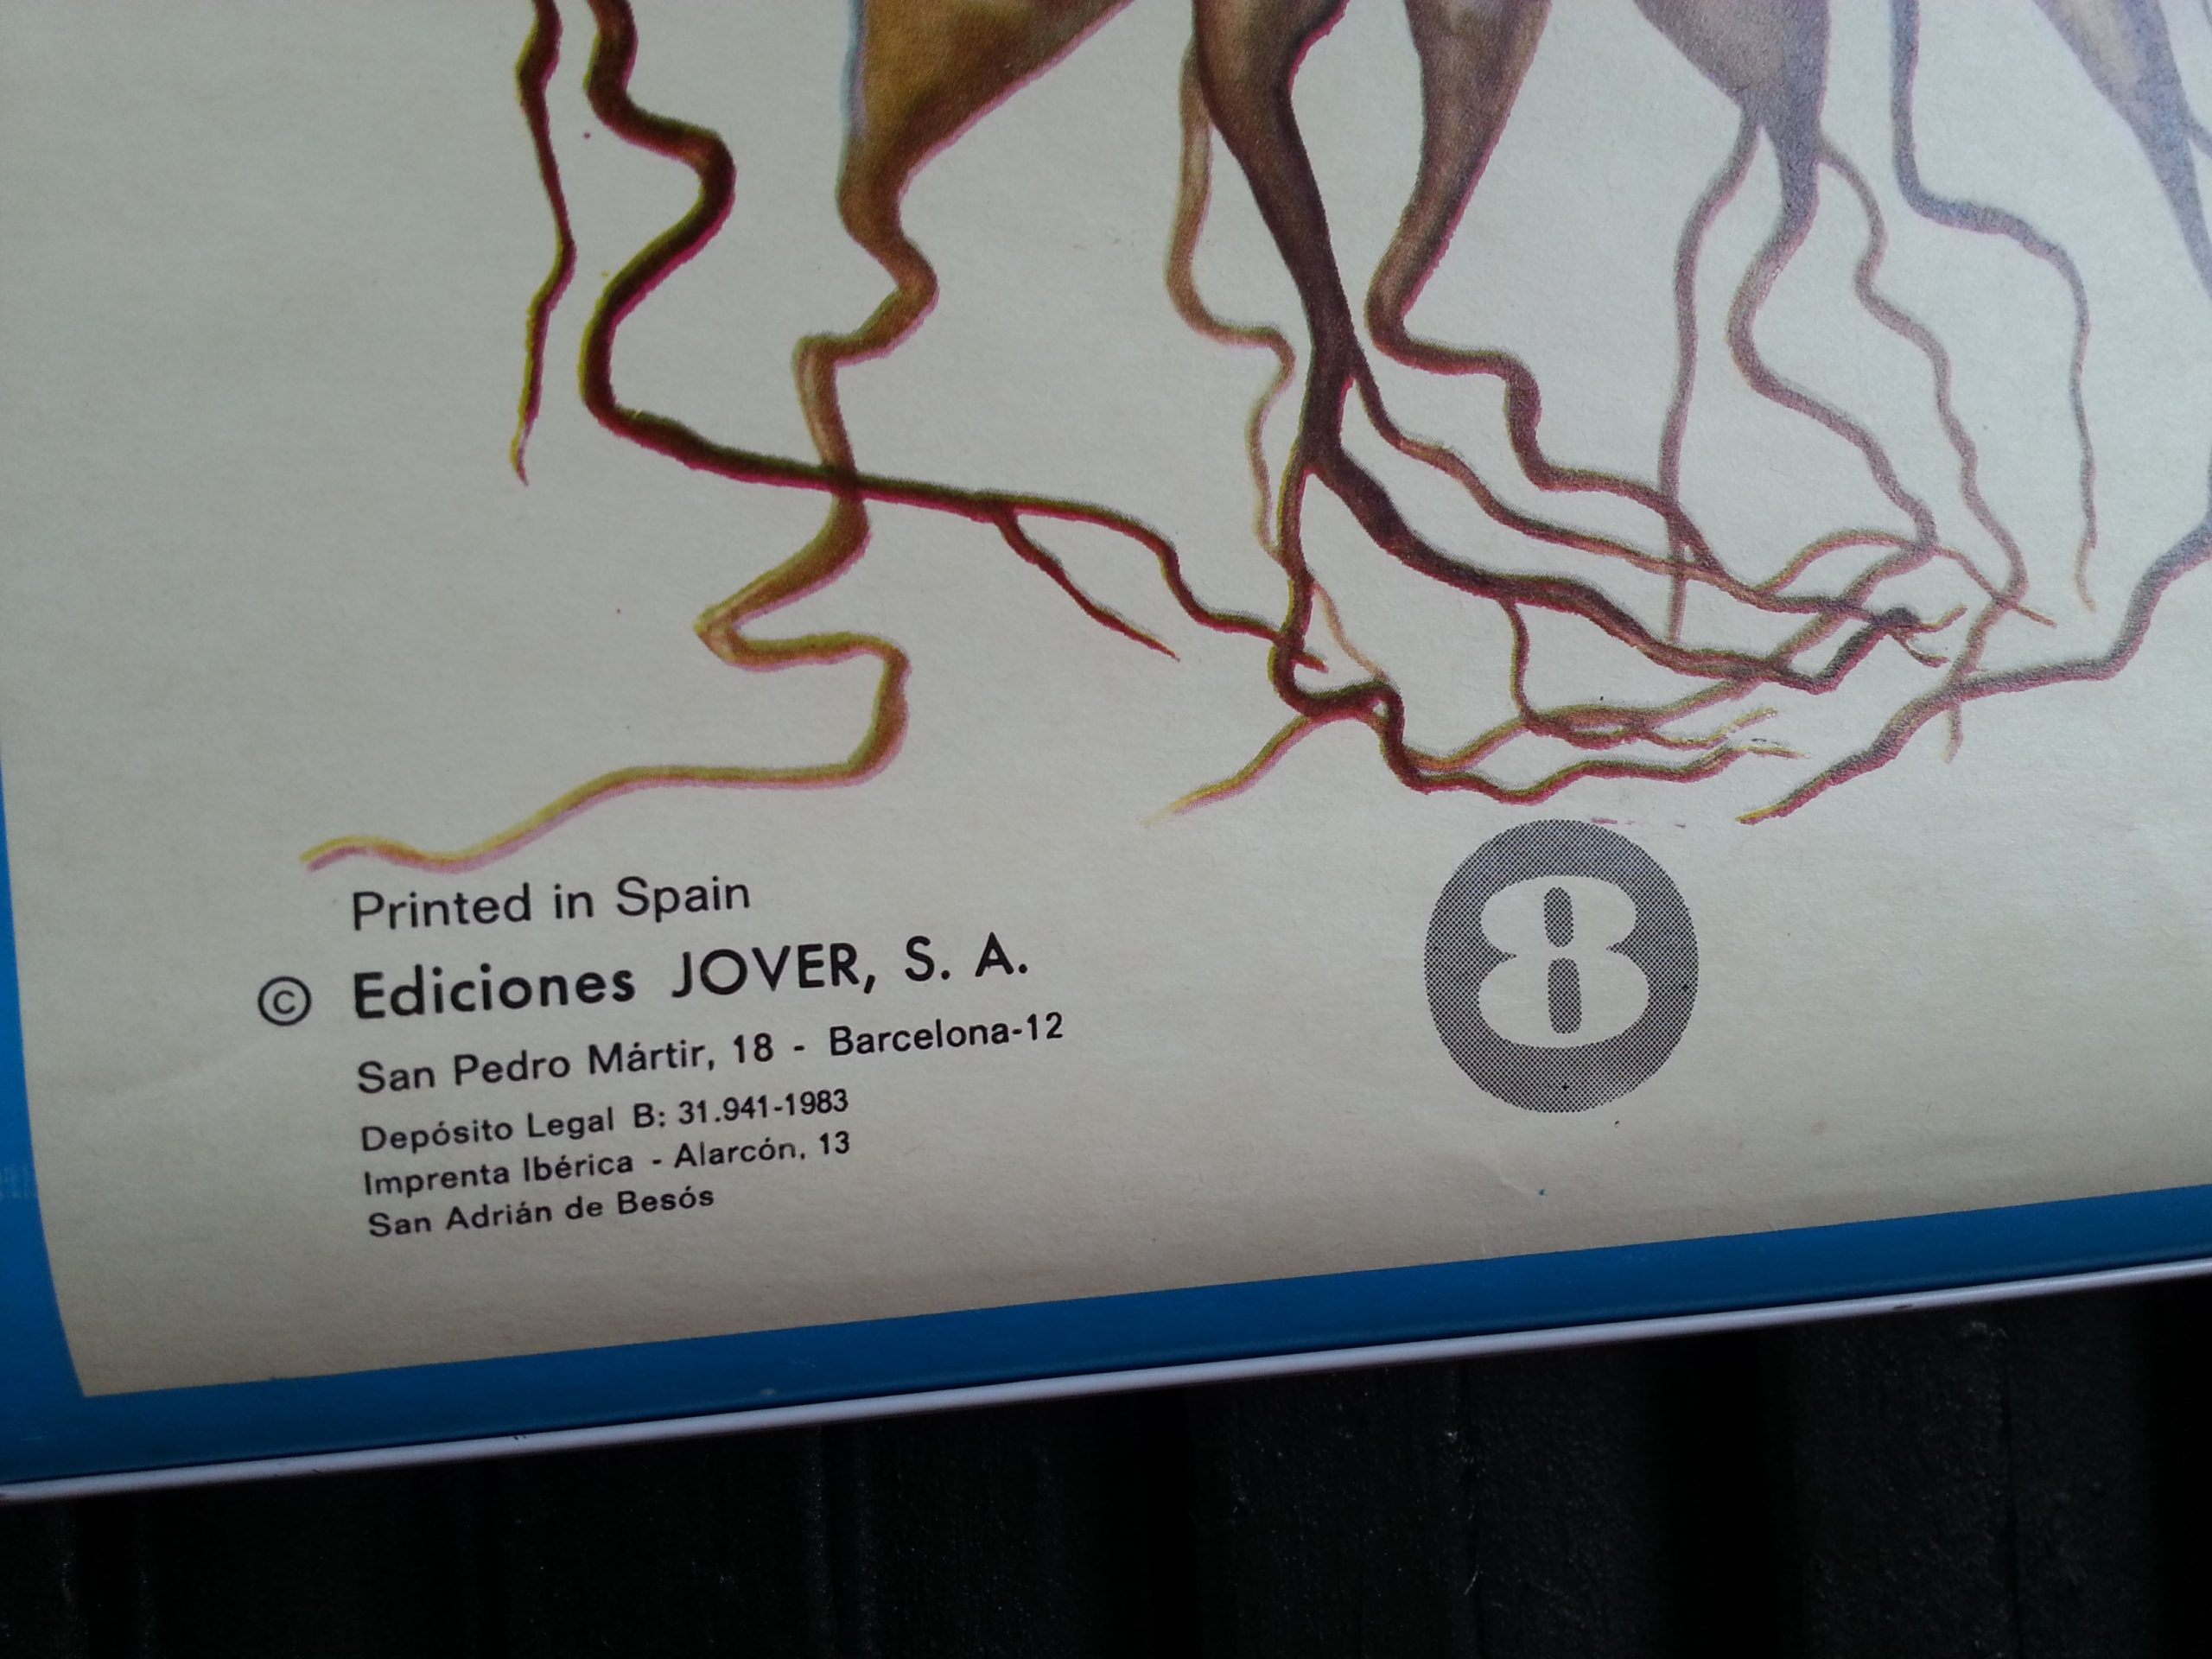 Printed in Spain
© Ediciones JOVER, S. A.
San Pedro Mártir, 18 - Barcelona-12
Depósito Legal B: 31.941-1983
Imprenta Ibérica - Alarcón, 13
San Adrián de Besós
8